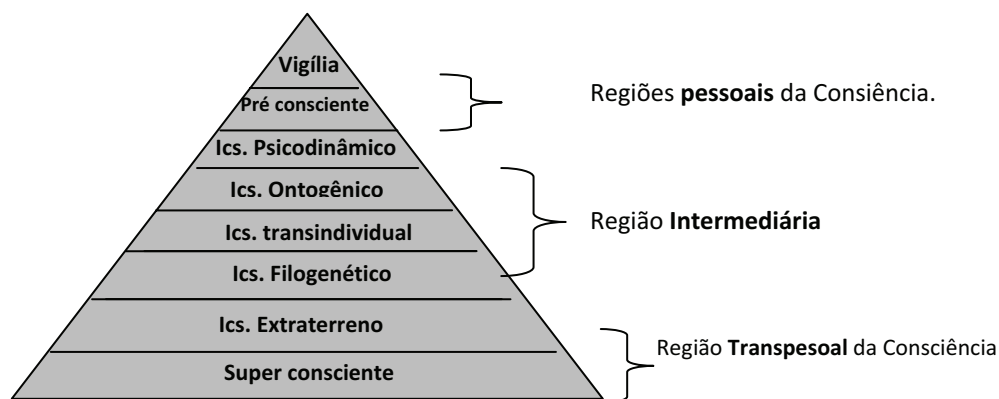 Vigília
Pré consciente
Regiões pessoais da Consiência.
Ics. Psicodinâmico
Ics. Ontogênico
Ics. transindividual
Região Intermediária
Ics. Filogenético
Ics. Extraterreno
Região Transpesoal da Consciência
Super consciente